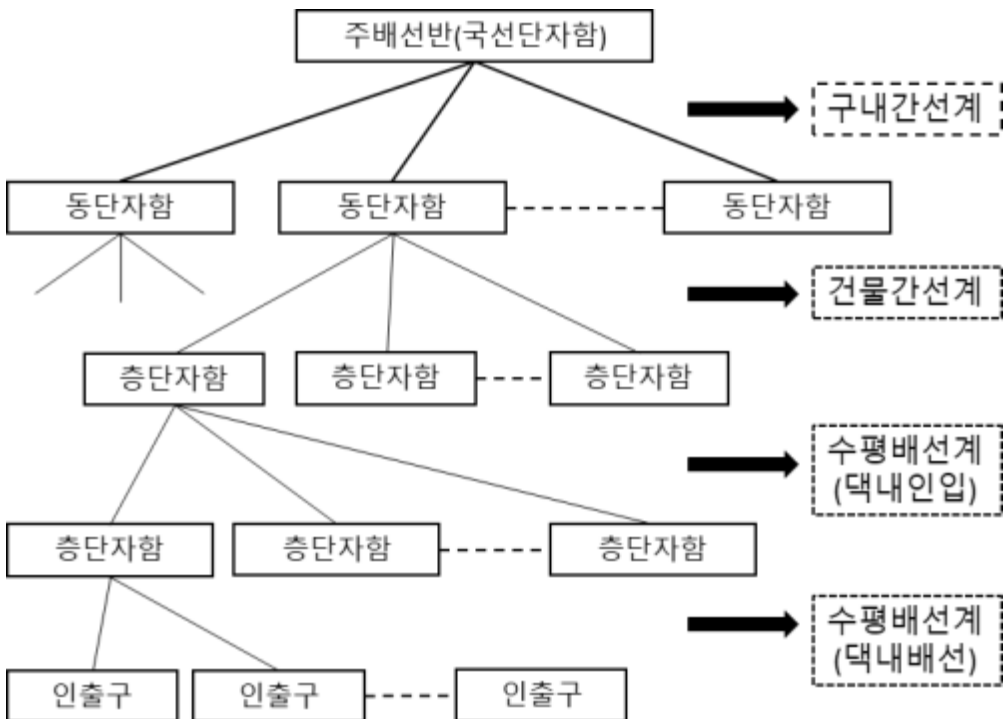 주배선반(국선단자함)
구내간선계
동단자함
동단자함
동단자함
건물간선계
층단자함
층단자함
층단자함
수평배선계
(댁내인입)
층단자함
층단자함
층단자함
수평배선계
(댁내배선)
인출구
인출구
인출구